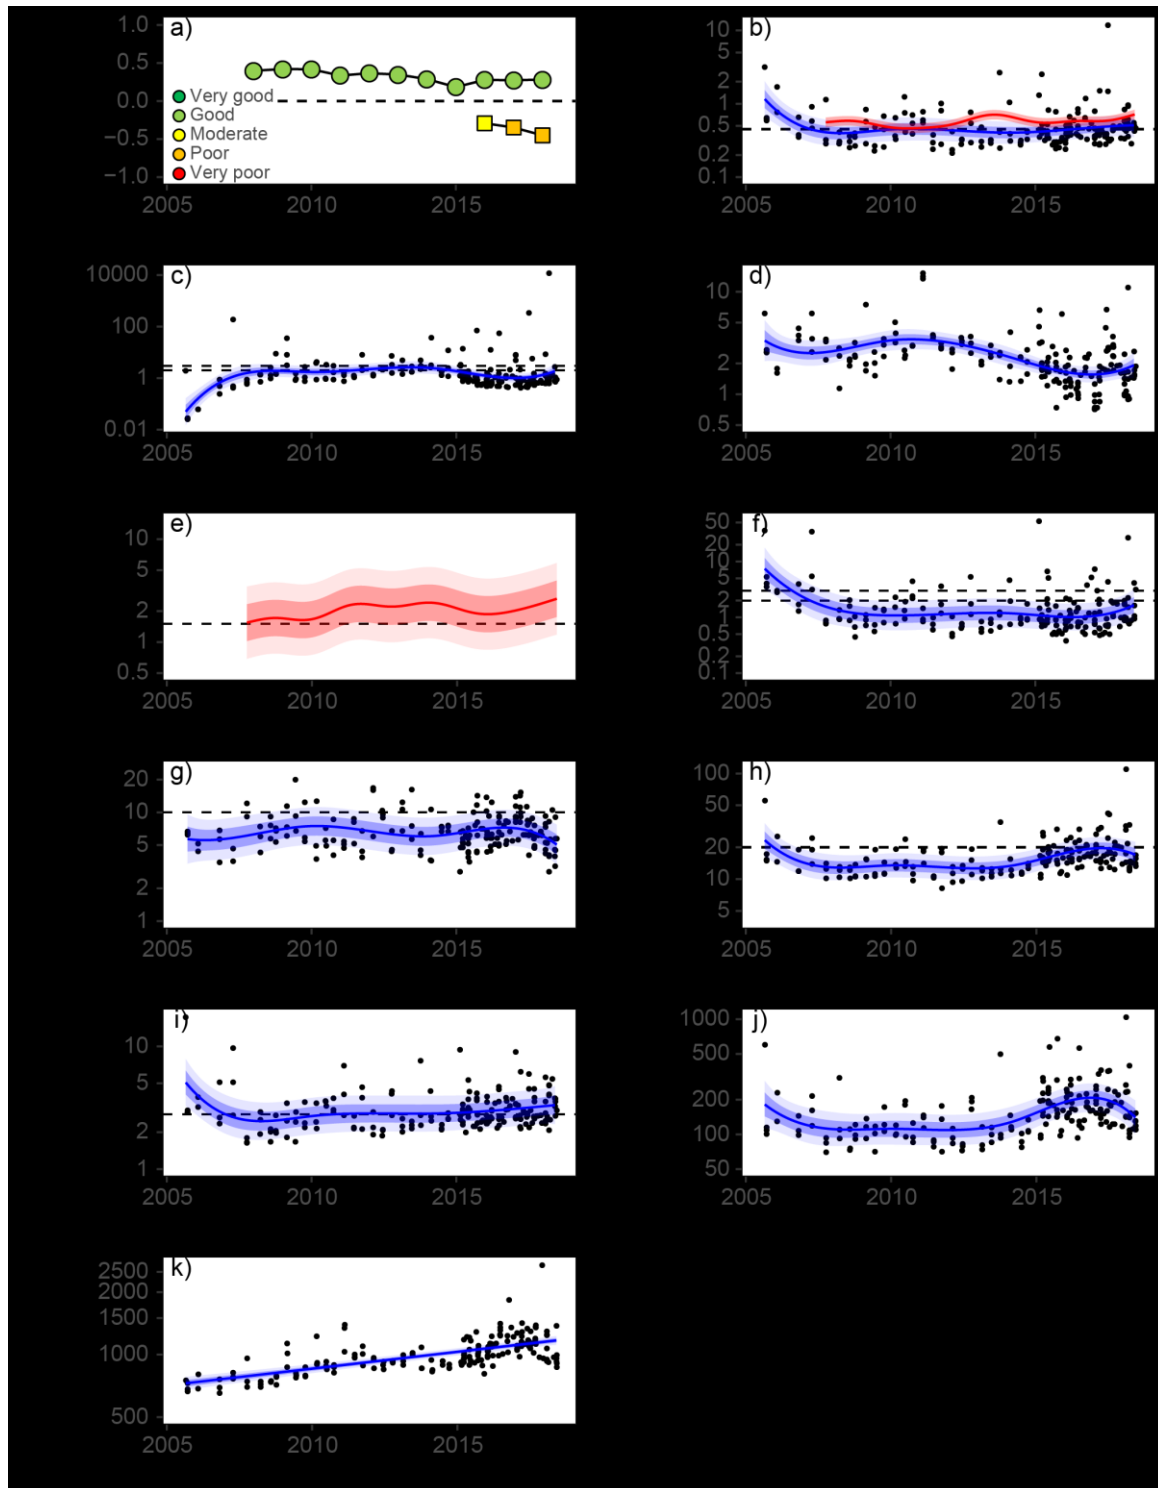 a)
1.0
0.5
0.0
−0.5
−1.0
Very good
Good
Moderate
Poor
Very poor
2005 2010 2015
b)
10
5
2
1
0.5
0.2
0.1
2005 2010 2015
c)
10000
100
1
0.01
2005 2010 2015
d)
10
5
2
1
0.5
2005 2010 2015
e)
10
5
2
1
0.5
2005 2010 2015
f)
50
20
10
5
2
1
0.5
0.2
0.1
2005 2010 2015
g)
20
10
5
2
1
2005 2010 2015
h)
100
50
20
10
5
2005 2010 2015
i)
10
5
2
1
2005 2010 2015
j)
1000
500
200
100
50
2005 2010 2015
k)
2500
2000
1500
1000
500
2005 2010 2015